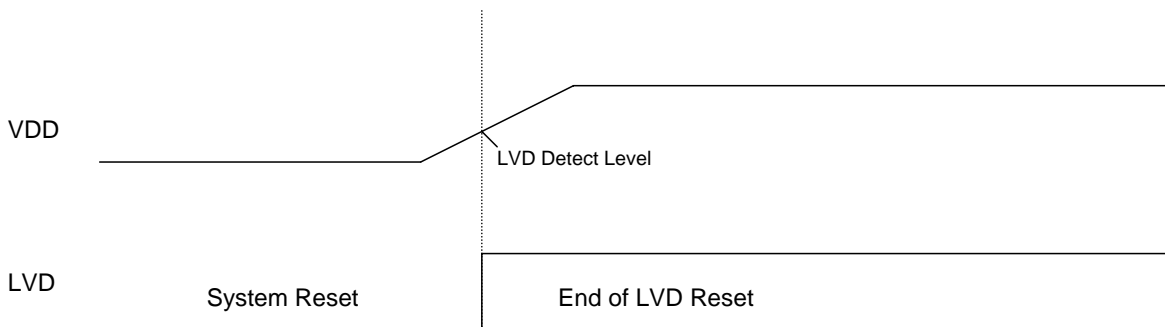 VDD
LVD Detect Level
LVD
System Reset
End of LVD Reset